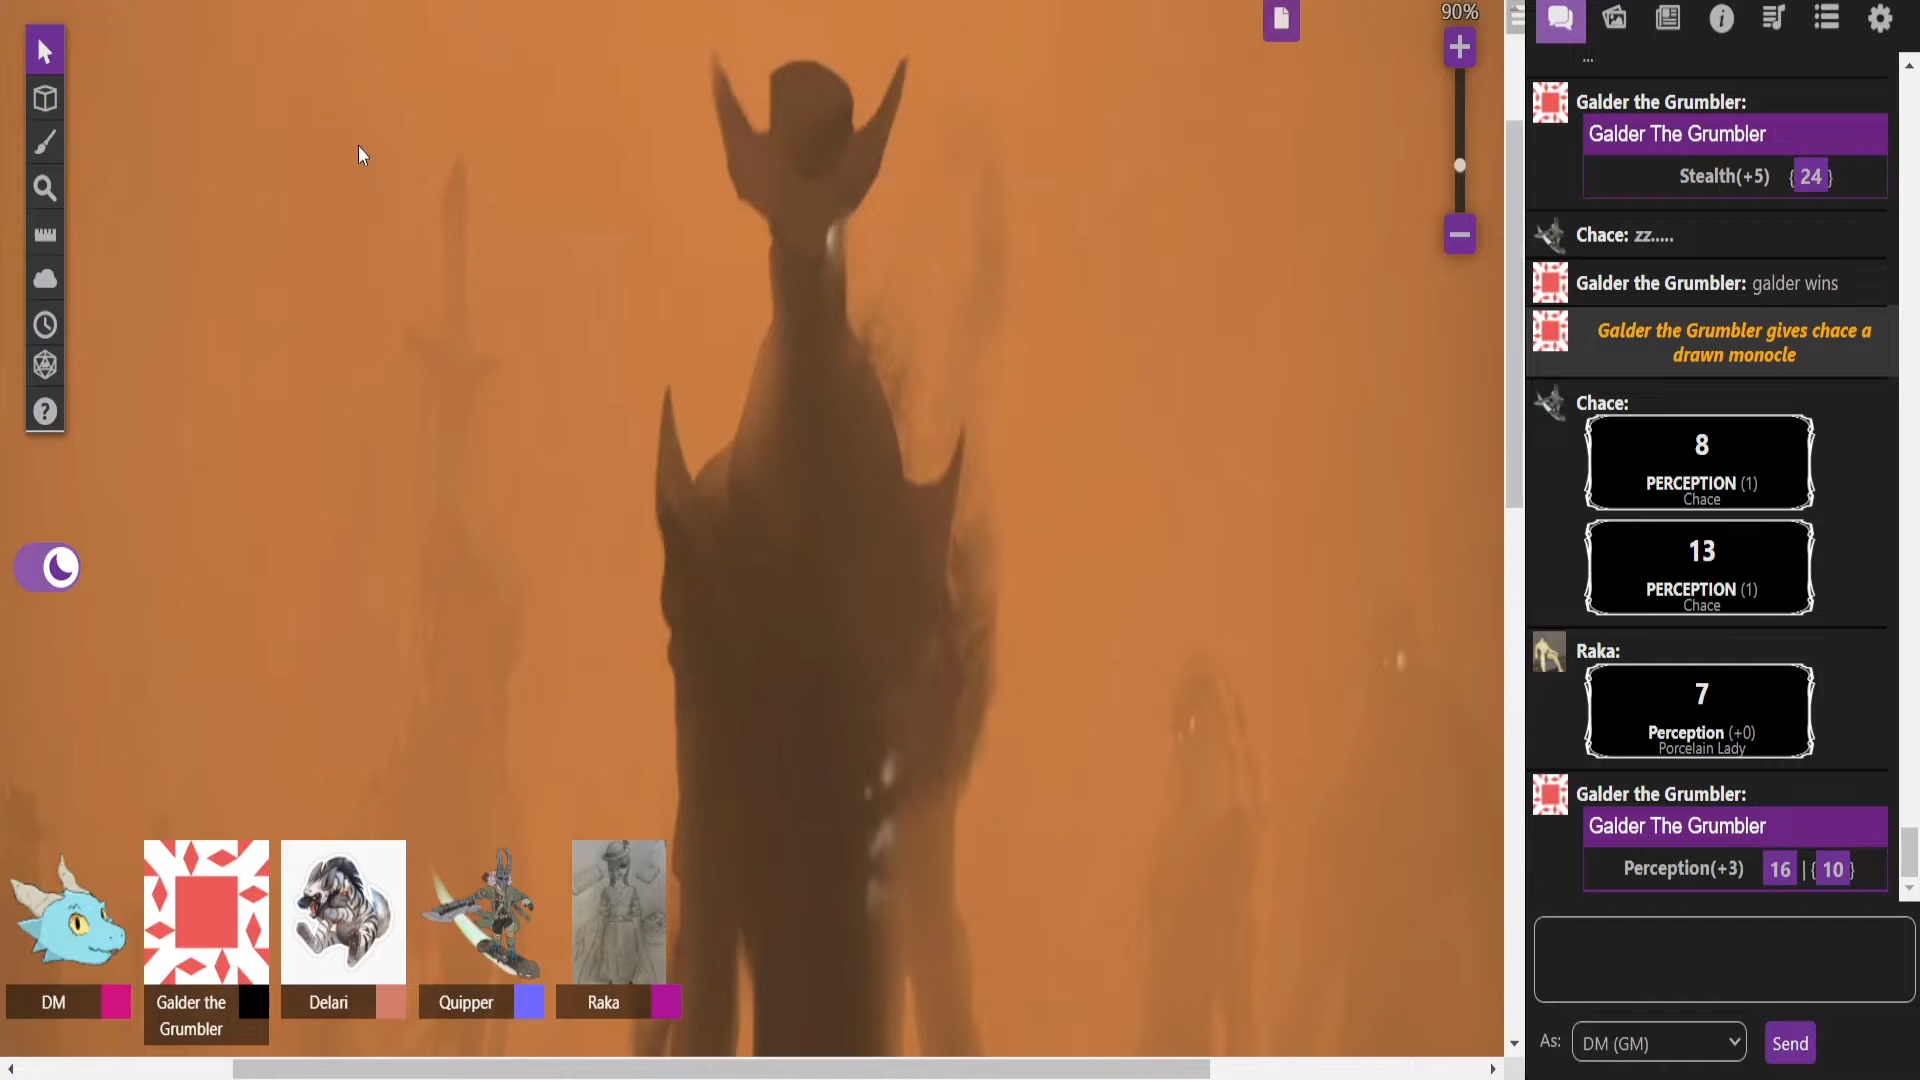 90%
...
Galder the Grumbler:
Galder The Grumbler
Stealth(+5) {24}
Chace: zz.....
Galder the Grumbler: galder wins
Galder the Grumbler gives chace a
drawn monocle
Chace:
8
PERCEPTION (1)
Chace
13
PERCEPTION (1)
Chace
Raka:
7
Perception (+0)
Porcelain Lady
Galder the Grumbler:
Galder The Grumbler
Perception(+3) 16 |{10}
DM
Galder the
Grumbler
Delari
Quipper
Raka
As: DM (GM) Send